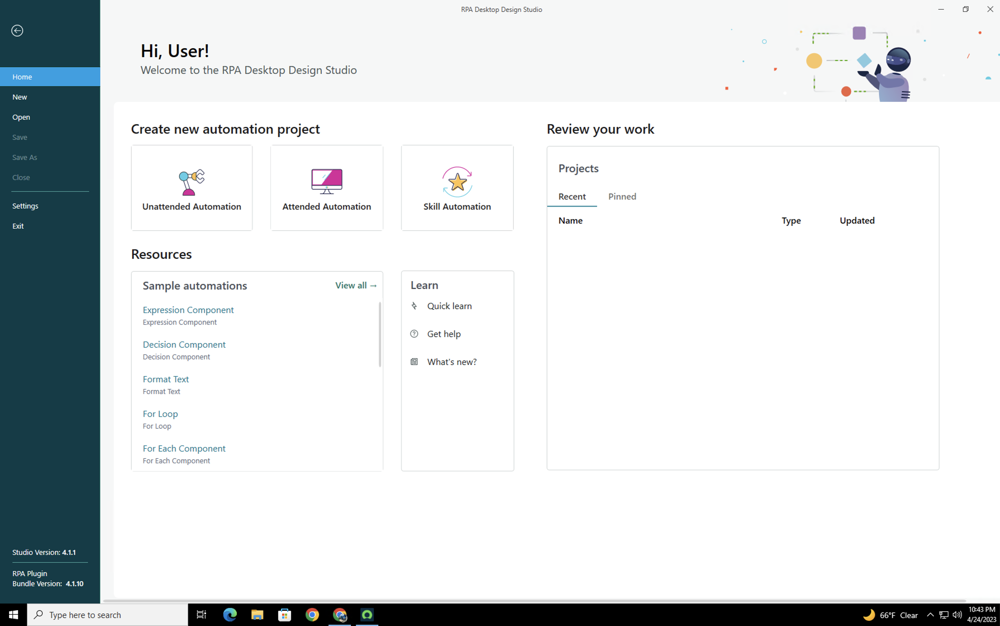 RPA Desktop Design Studio
Hi, User!
Welcome to the RPA Desktop Design Studio
Home
New
Open
Save
Save As
Close
Settings
Exit
Create new automation project
Unattended Automation
Attended Automation
Skill Automation
Resources
Sample automations
View all →
Expression Component
Expression Component
Decision Component
Decision Component
Format Text
Format Text
For Loop
For Loop
For Each Component
For Each Component
Learn
Quick learn
Get help
What's new?
Review your work
Projects
Recent Pinned
Name Type Updated
Studio Version: 4.1.1
RPA Plugin
Bundle Version: 4.1.10
Type here to search
66°F Clear
10:43 PM
4/24/2023